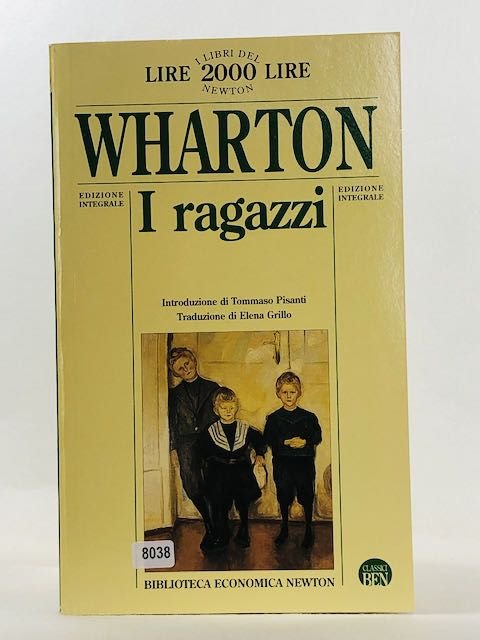 I LIBRI DEL
LIRE 2000 LIRE
NEWTON
WHARTON
EDIZIONE
INTEGRALE
I ragazzi
EDIZIONE
INTEGRALE
Introduzione di Tommaso Pisanti
Traduzione di Elena Grillo
8038
BIBLIOTECA ECONOMICA NEWTON
CLASSICI
BEN